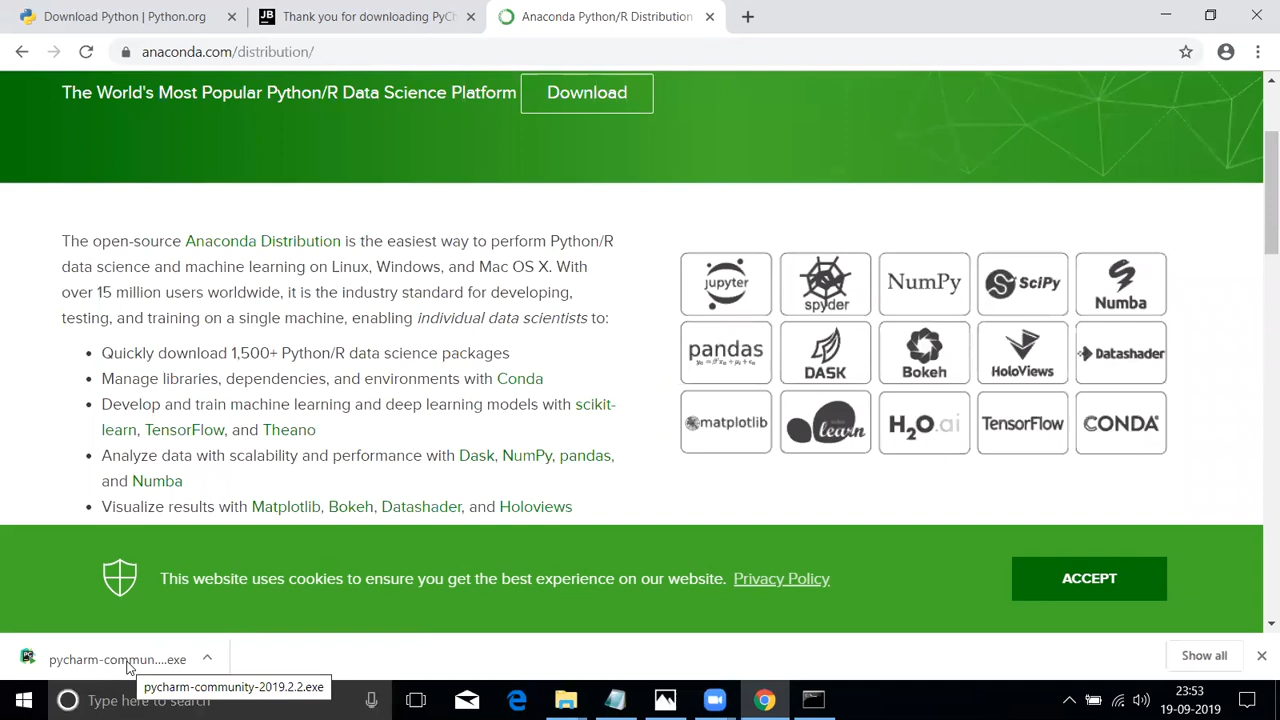 Download Python | Python.org
Thank you for downloading PyCh
Anaconda Python/R Distribution
anaconda.com/distribution/
The World's Most Popular Python/R Data Science Platform
Download
The open-source Anaconda Distribution is the easiest way to perform Python/R
data science and machine learning on Linux, Windows, and Mac OS X. With
over 15 million users worldwide, it is the industry standard for developing,
testing, and training on a single machine, enabling individual data scientists to:
• Quickly download 1,500+ Python/R data science packages
• Manage libraries, dependencies, and environments with Conda
• Develop and train machine learning and deep learning models with scikit-
learn, TensorFlow, and Theano
• Analyze data with scalability and performance with Dask, NumPy, pandas,
and Numba
• Visualize results with Matplotlib, Bokeh, Datashader, and Holoviews
jupyter
spyder
NumPy
SciPy
Numba
pandas
DASK
Bokeh
HoloViews
Datashader
matplotlib
learn
H2O.ai
TensorFlow
CONDA
This website uses cookies to ensure you get the best experience on our website. Privacy Policy
ACCEPT
pycharm-commun....exe
Show all
pycharm-community-2019.2.2.exe
Type here to search
23:53
19-09-2019